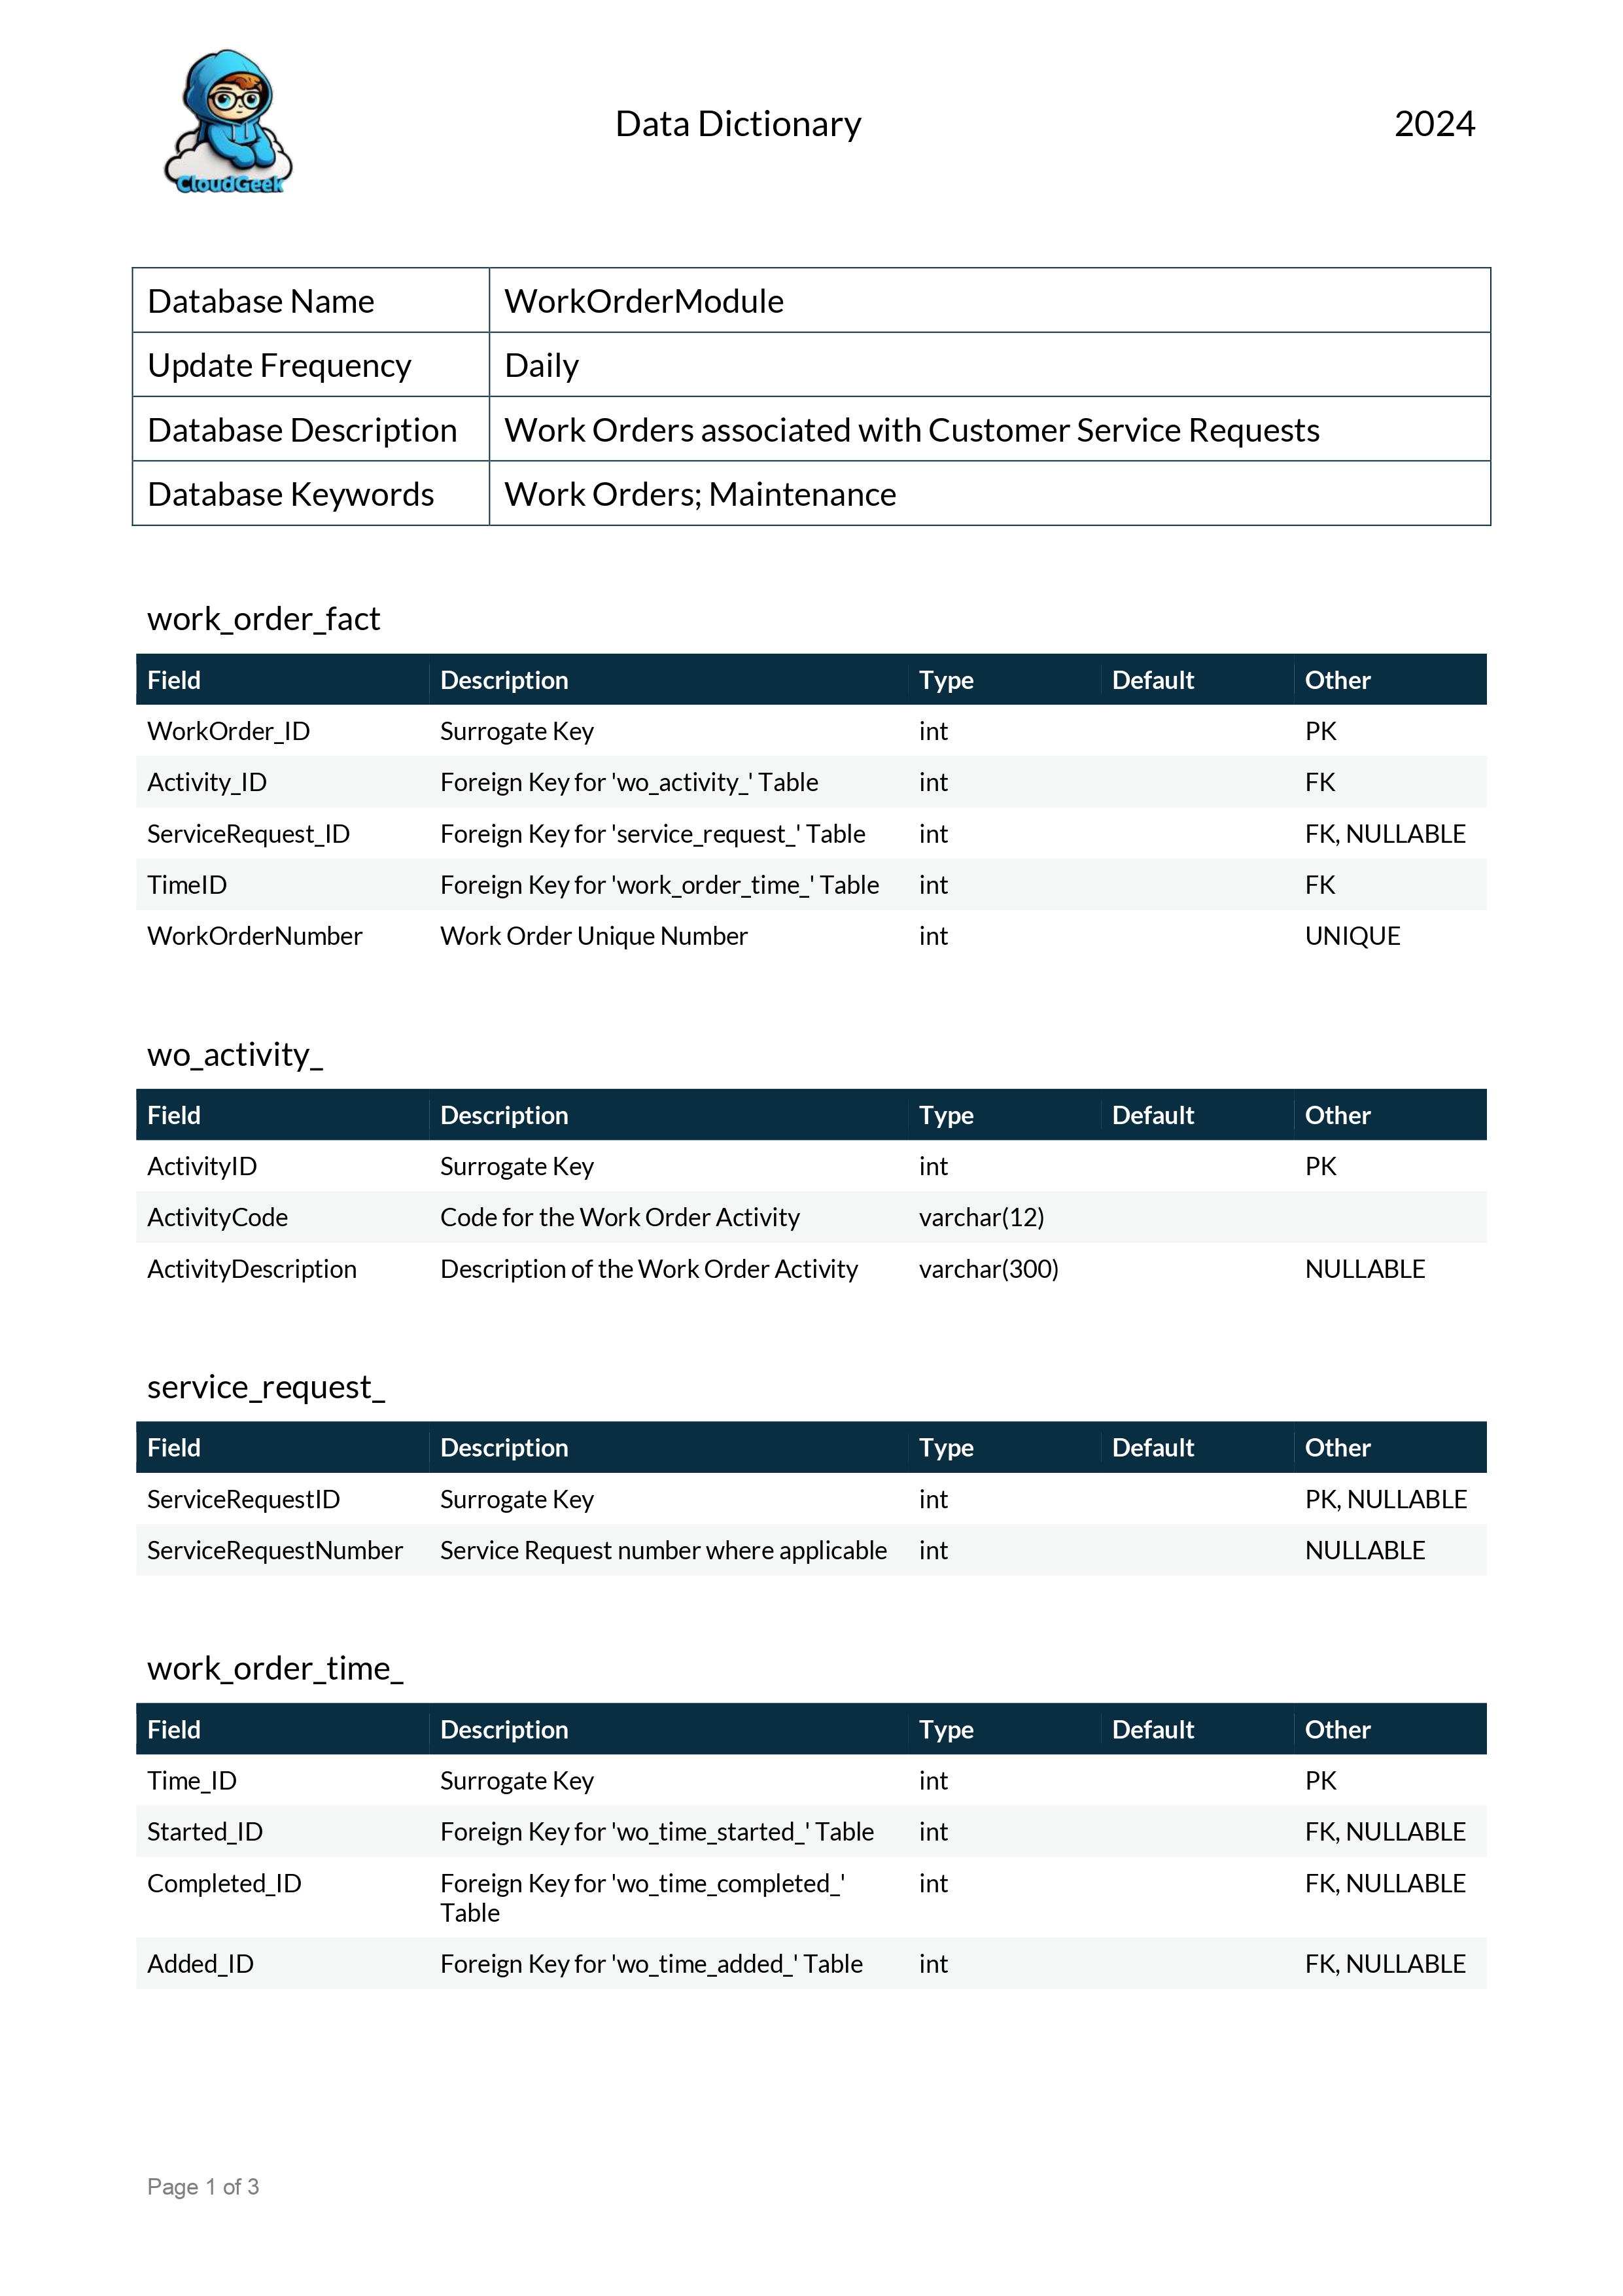 CloudGeek
Data Dictionary
2024
Database Name WorkOrderModule
Update Frequency Daily
Database Description Work Orders associated with Customer Service Requests
Database Keywords Work Orders; Maintenance
work_order_fact
Field Description Type Default Other
WorkOrder_ID Surrogate Key int PK
Activity_ID Foreign Key for 'wo_activity_' Table int FK
ServiceRequest_ID Foreign Key for 'service_request_' Table int FK, NULLABLE
TimeID Foreign Key for 'work_order_time_' Table int FK
WorkOrderNumber Work Order Unique Number int UNIQUE
wo_activity_
Field Description Type Default Other
ActivityID Surrogate Key int PK
ActivityCode Code for the Work Order Activity varchar(12)
ActivityDescription Description of the Work Order Activity varchar(300) NULLABLE
service_request_
Field Description Type Default Other
ServiceRequestID Surrogate Key int PK, NULLABLE
ServiceRequestNumber Service Request number where applicable int NULLABLE
work_order_time_
Field Description Type Default Other
Time_ID Surrogate Key int PK
Started_ID Foreign Key for 'wo_time_started_' Table int FK, NULLABLE
Completed_ID Foreign Key for 'wo_time_completed_' int FK, NULLABLE
Table
Added_ID Foreign Key for 'wo_time_added_' Table int FK, NULLABLE
Page 1 of 3